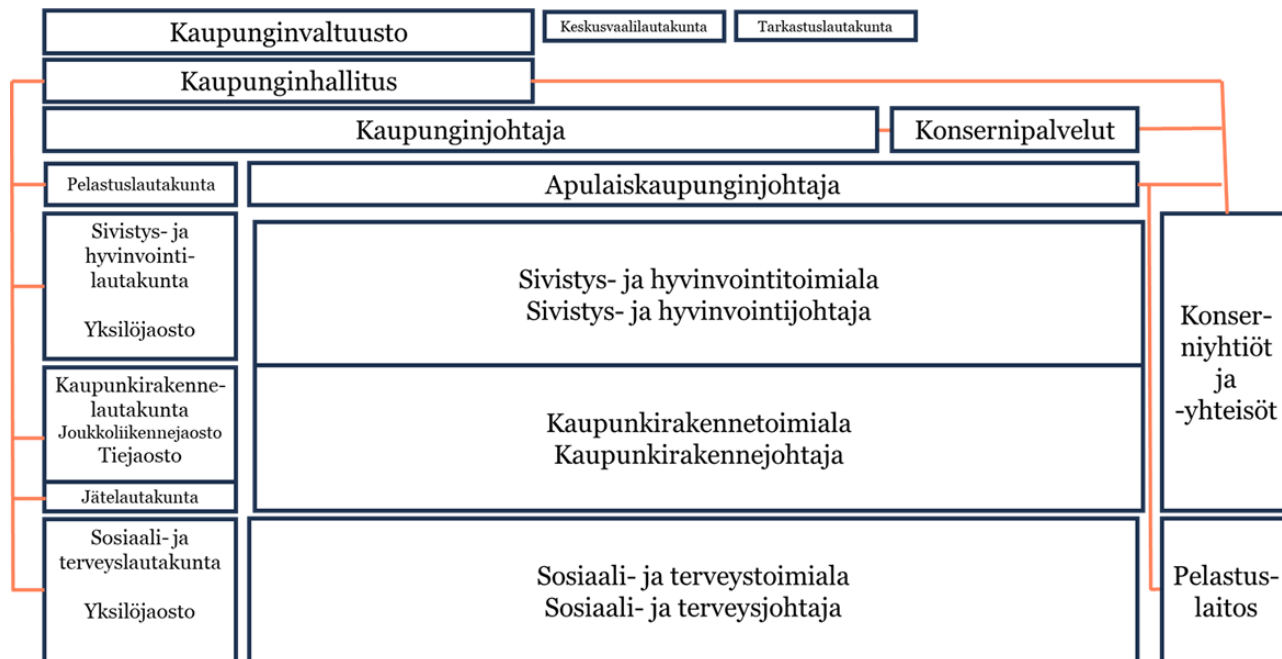 Kaupunginvaltuusto
Keskusvaalilautakunta
Tarkastuslautakunta
Kaupunginhallitus
Kaupunginjohtaja
Konsernipalvelut
Pelastuslautakunta
Apulaiskaupunginjohtaja
Sivistys- ja
hyvinvointi-
lautakunta
Yksilöjaosto
Sivistys- ja hyvinvointitoimiala
Sivistys- ja hyvinvointijohtaja
Konser-
niyhtiöt
ja
-yhteisöt
Kaupunkirakenne-
lautakunta
Joukkoliikennejaosto
Tiejaosto
Kaupunkirakennetoimiala
Kaupunkirakennejohtaja
Jätelautakunta
Sosiaali- ja
terveyslautakunta
Yksilöjaosto
Sosiaali- ja terveystoimiala
Sosiaali- ja terveysjohtaja
Pelastus-
laitos